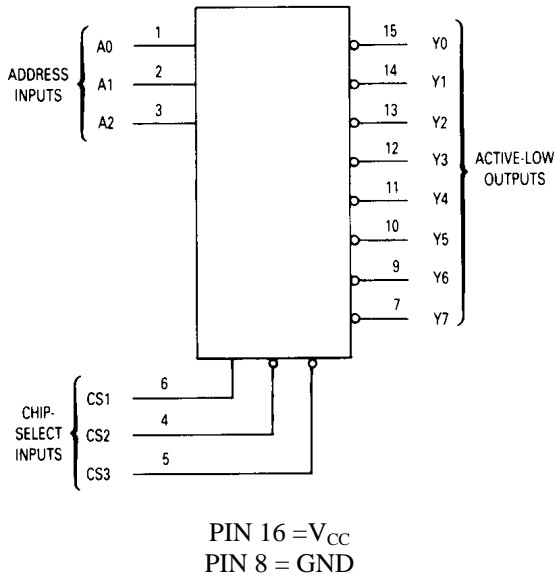 1
15
A0
Y0
ADDRESS
INPUTS
2
14
A1
Y1
3
13
A2
Y2
12
Y3
ACTIVE-LOW
OUTPUTS
11
Y4
10
Y5
9
Y6
7
Y7
CHIP-
SELECT
INPUTS
6
CS1
4
CS2
5
CS3
PIN 16 =VCC
PIN 8 = GND